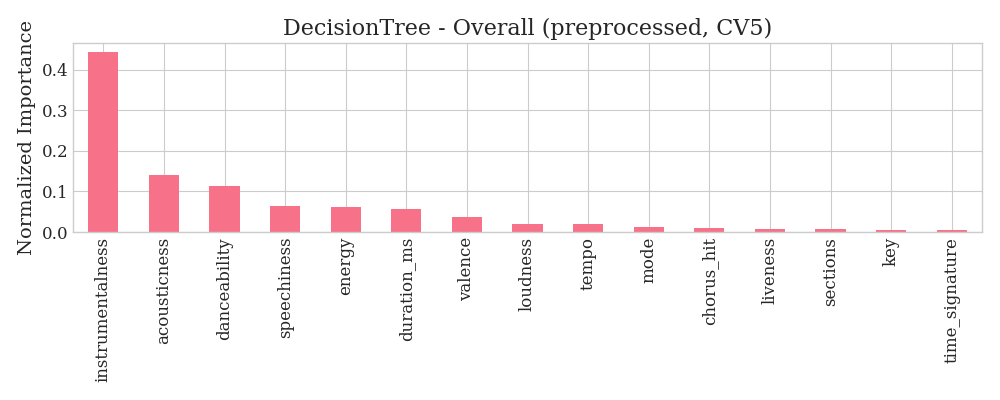 DecisionTree - Overall (preprocessed, CV5)
Normalized Importance
0.4
0.3
0.2
0.1
0.0
instrumentalness
acousticness
danceability
speechiness
energy
duration_ms
valence
loudness
tempo
mode
chorus_hit
liveness
sections
key
time_signature